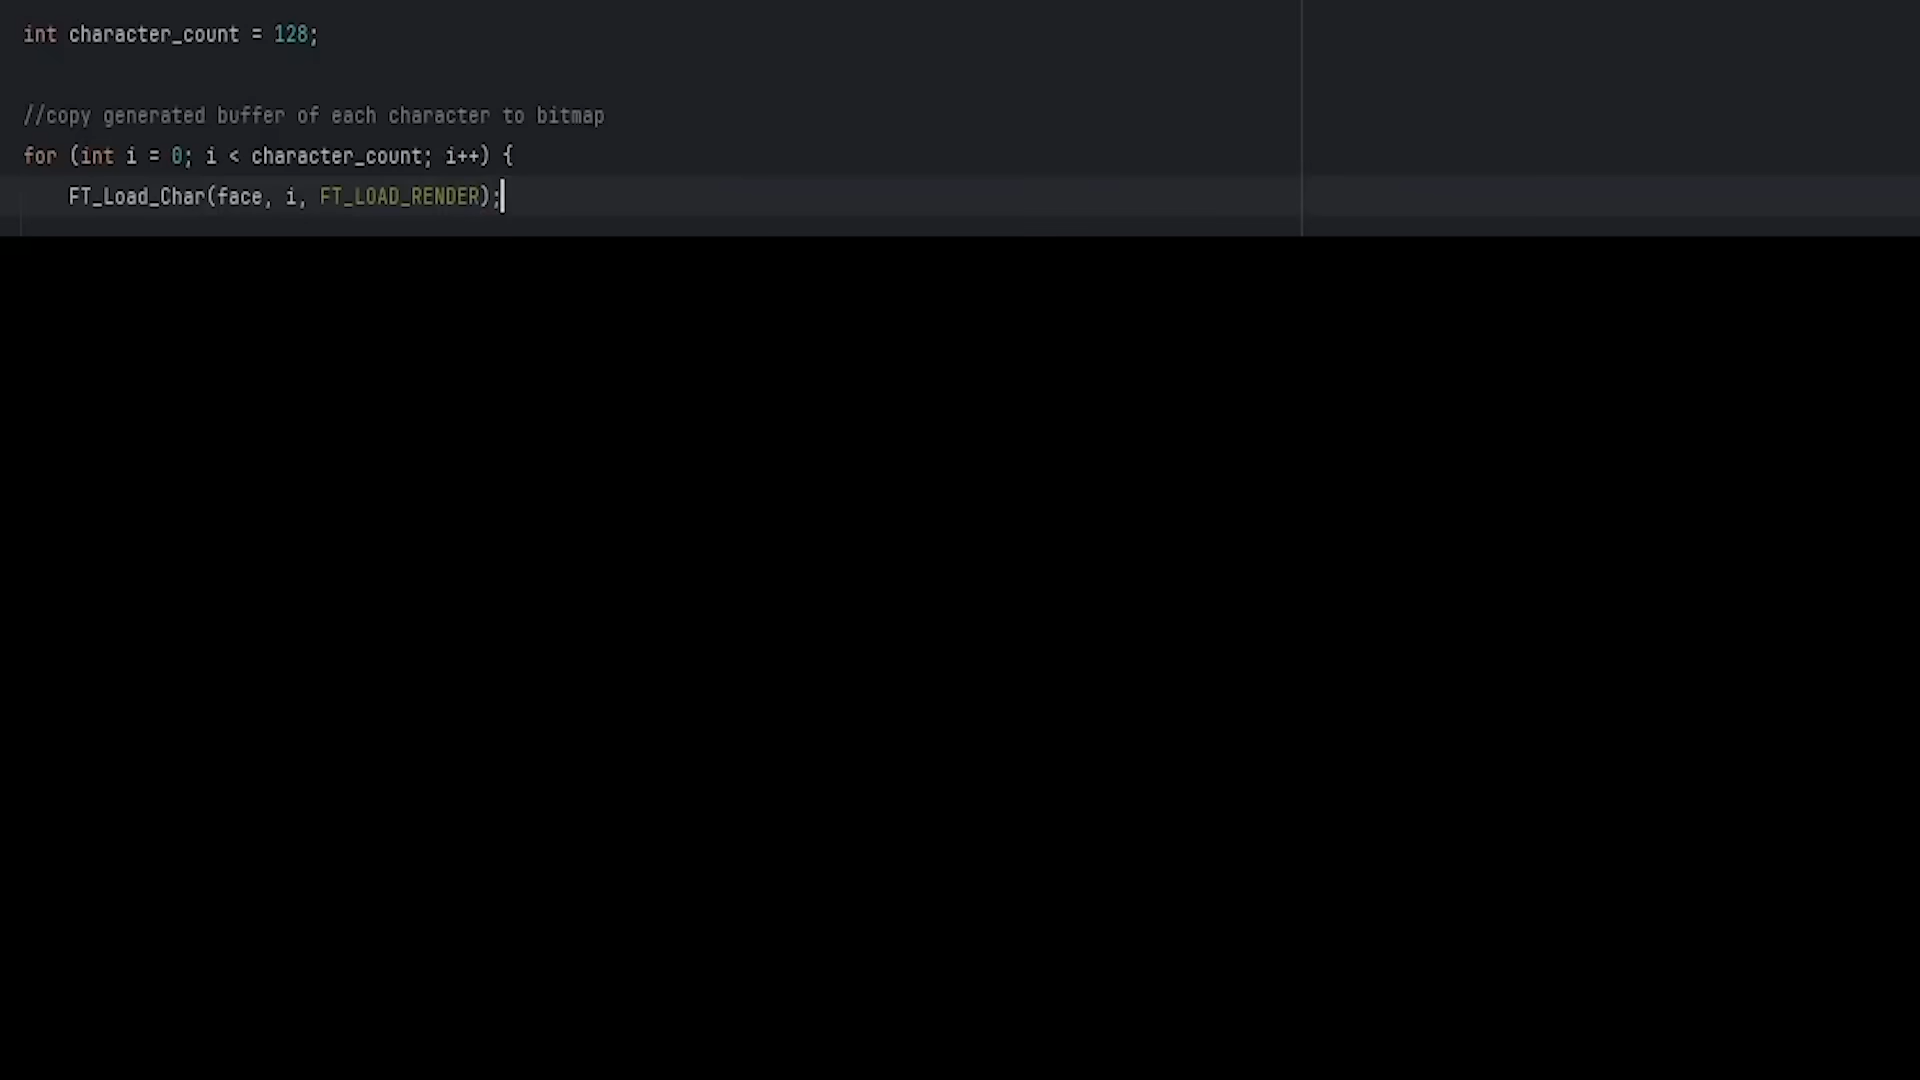 int character_count = 128;
//copy generated buffer of each character to bitmap
for (int i = 0; i < character_count; i++) {
FT_Load_Char(face, i, FT_LOAD_RENDER);